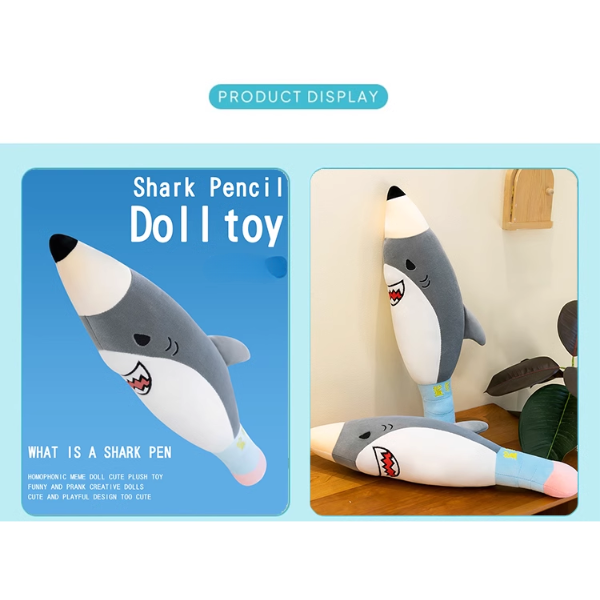 PRODUCT DISPLAY
Shark Pencil
Doll toy
WHAT IS A SHARK PEN
HOMOPHONIC MEME DOLL CUTE PLUSH TOY
FUNNY AND PRANK CREATIVE DOLLS
CUTE AND PLAYFUL DESIGN TOO CUTE